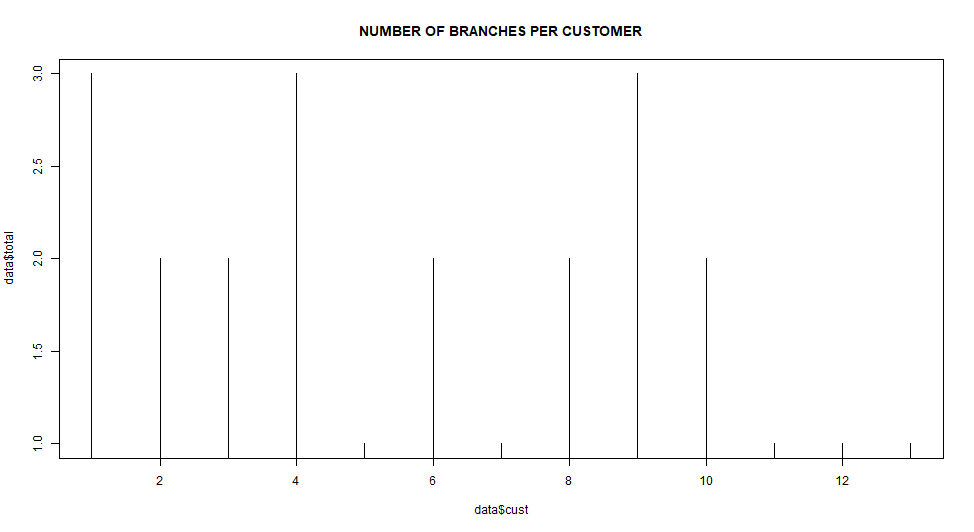 NUMBER OF BRANCHES PER CUSTOMER
3.0
2.5
2.0
1.5
1.0
data$total
2 4 6 8 10 12
data$cust